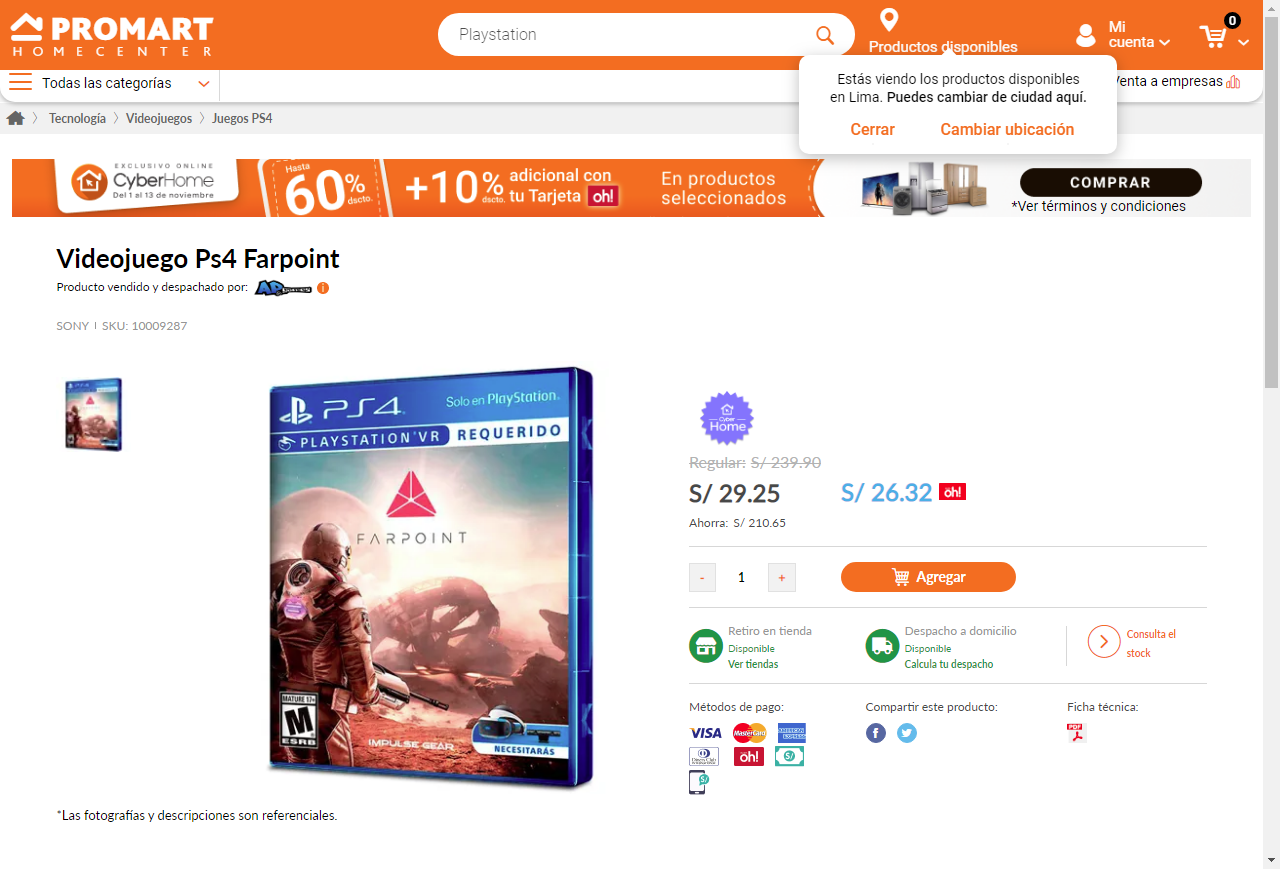 PROMART
HOMECENTER
Playstation
Productos disponibles
Mi
cuenta
0
Todas las categorías
Venta a empresas
Estás viendo los productos disponibles
en Lima. Puedes cambiar de ciudad aquí.
Cerrar
Cambiar ubicación
Tecnología
Videojuegos
Juegos PS4
EXCLUSIVO ONLINE
CyberHome
Del 1 al 13 de noviembre
Hasta
60% dscto.
+10% dscto.
adicional con
tu Tarjeta oh!
En productos
seleccionados
COMPRAR
*Ver términos y condiciones
Videojuego Ps4 Farpoint
Producto vendido y despachado por:
SONY
SKU: 10009287
PS4
Solo en PlayStation.
PLAYSTATION VR REQUERIDO
FARPOINT
MATURE 17+
M
ESRB
IMPULSE GEAR
NECESITARÁS
Cyber
Home
Regular: S/ 239.90
S/ 29.25
S/ 26.32 oh!
Ahorra: S/ 210.65
- 1 +
Agregar
Retiro en tienda
Disponible
Ver tiendas
Despacho a domicilio
Disponible
Calcula tu despacho
Consulta el
stock
Métodos de pago:
VISA
MasterCard
AMERICAN EXPRESS
Diners Club
oh!
S/
S/
Compartir este producto:
Ficha técnica:
PDF
*Las fotografías y descripciones son referenciales.